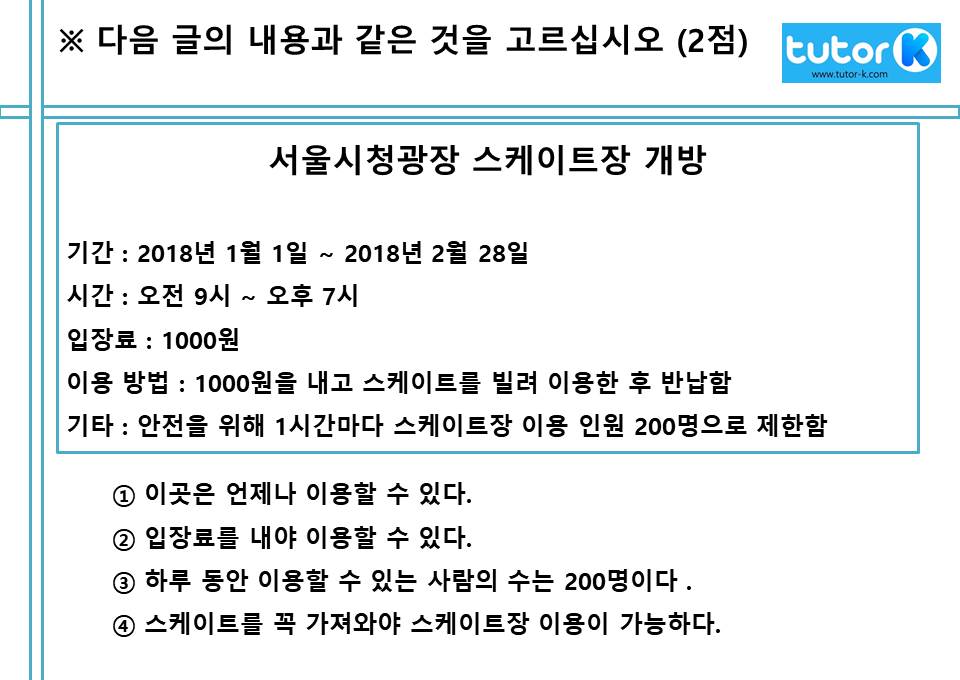 ※ 다음 글의 내용과 같은 것을 고르십시오 (2점)
tutor K
www.tutor-k.com
서울시청광장 스케이트장 개방
기간 : 2018년 1월 1일 ~ 2018년 2월 28일
시간 : 오전 9시 ~ 오후 7시
입장료 : 1000원
이용 방법 : 1000원을 내고 스케이트를 빌려 이용한 후 반납함
기타 : 안전을 위해 1시간마다 스케이트장 이용 인원 200명으로 제한함
① 이곳은 언제나 이용할 수 있다.
② 입장료를 내야 이용할 수 있다.
③ 하루 동안 이용할 수 있는 사람의 수는 200명이다 .
④ 스케이트를 꼭 가져와야 스케이트장 이용이 가능하다.